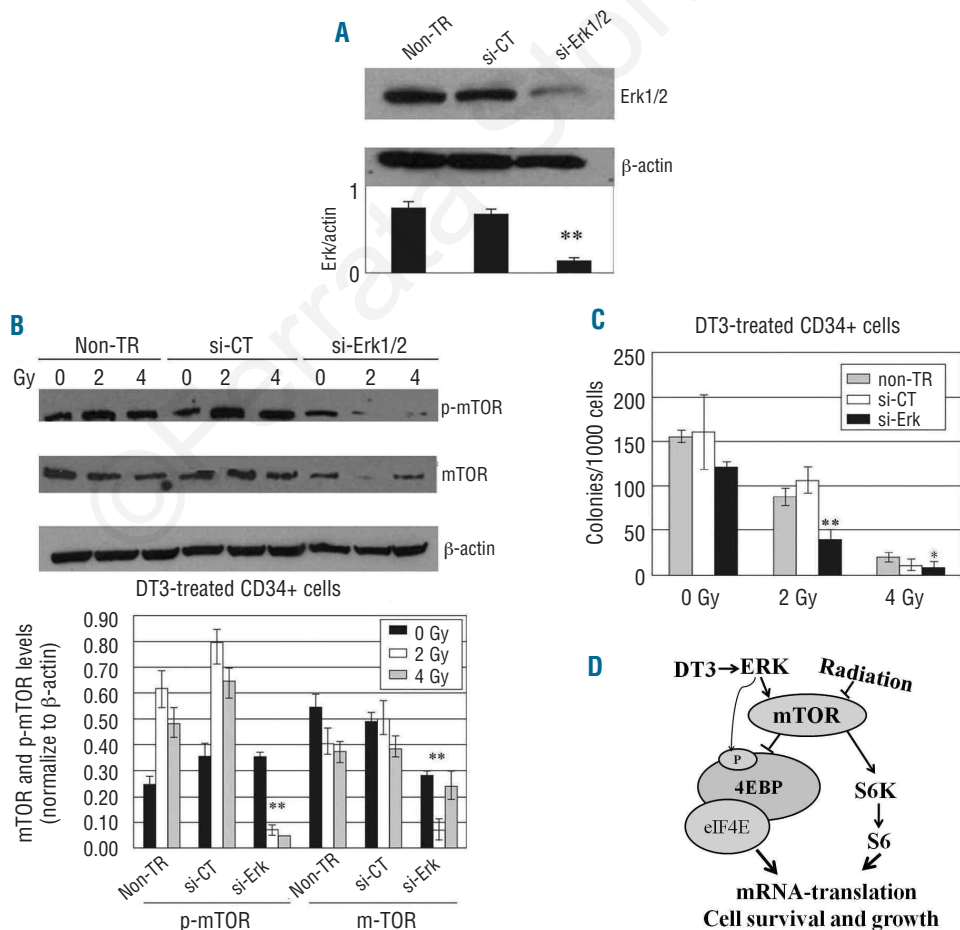 © Ferrata Stor
A
Non-TR
si-CT
si-Erk1/2
Erk1/2
β-actin
1
Erk/actin
**
0
B
Non-TR si-CT si-Erk1/2
Gy 0 2 4 0 2 4 0 2 4
p-mTOR
mTOR
β-actin
DT3-treated CD34+ cells
mTOR and p-mTOR levels
(normalize to β-actin)
0.90
0.80
0.70
0.60
0.50
0.40
0.30
0.20
0.10
0.00
0 Gy
2 Gy
4 Gy
**
**
Non-TR
si-CT
si-Erk
Non-TR
si-CT
si-Erk
p-mTOR
m-TOR
C
DT3-treated CD34+ cells
Colonies/1000 cells
250
200
150
100
50
0
non-TR
si-CT
si-Erk
**
*
0 Gy 2 Gy 4 Gy
D
DT3 ERK Radiation
mTOR
P
4EBP
eIF4E
S6K
S6
mRNA-translation
Cell survival and growth